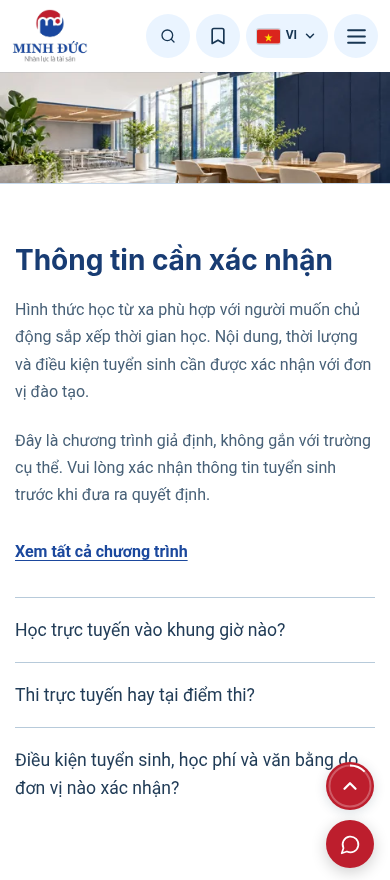 MINH ĐỨC
Nhân lực là tài sản
VI
Thông tin cần xác nhận
Hình thức học từ xa phù hợp với người muốn chủ
động sắp xếp thời gian học. Nội dung, thời lượng
và điều kiện tuyển sinh cần được xác nhận với đơn
vị đào tạo.
Đây là chương trình giả định, không gắn với trường
cụ thể. Vui lòng xác nhận thông tin tuyển sinh
trước khi đưa ra quyết định.
Xem tất cả chương trình
Học trực tuyến vào khung giờ nào?
Thi trực tuyến hay tại điểm thi?
Điều kiện tuyển sinh, học phí và văn bằng do
đơn vị nào xác nhận?